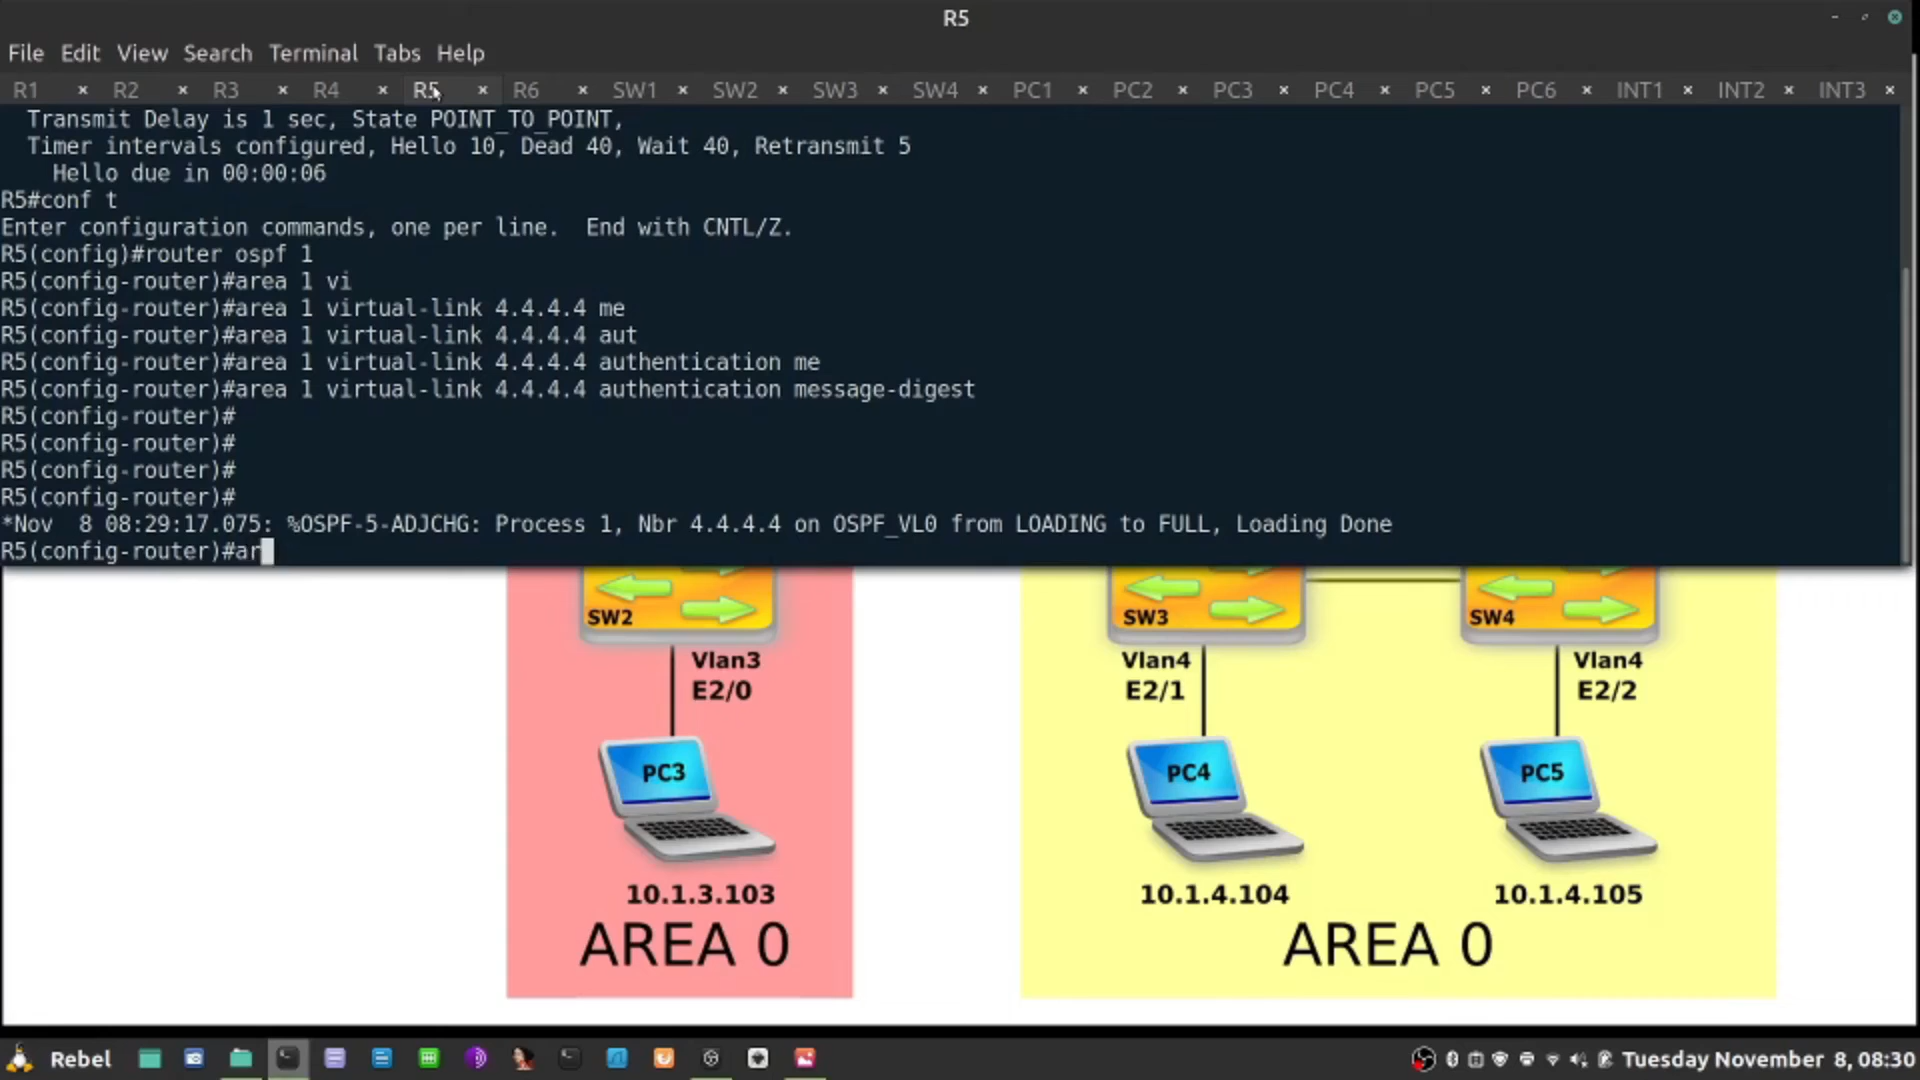 R5
File Edit View Search Terminal Tabs Help
R1 × R2 × R3 × R4 × R5 × R6 × SW1 × SW2 × SW3 × SW4 × PC1 × PC2 × PC3 × PC4 × PC5 × PC6 × INT1 × INT2 × INT3 ×
Transmit Delay is 1 sec, State POINT_TO_POINT,
Timer intervals configured, Hello 10, Dead 40, Wait 40, Retransmit 5
Hello due in 00:00:06
R5#conf t
Enter configuration commands, one per line.  End with CNTL/Z.
R5(config)#router ospf 1
R5(config-router)#area 1 vi
R5(config-router)#area 1 virtual-link 4.4.4.4 me
R5(config-router)#area 1 virtual-link 4.4.4.4 aut
R5(config-router)#area 1 virtual-link 4.4.4.4 authentication me
R5(config-router)#area 1 virtual-link 4.4.4.4 authentication message-digest
R5(config-router)#
R5(config-router)#
R5(config-router)#
R5(config-router)#
*Nov  8 08:29:17.075: %OSPF-5-ADJCHG: Process 1, Nbr 4.4.4.4 on OSPF_VL0 from LOADING to FULL, Loading Done
R5(config-router)#ar
SW2 SW3 SW4
Vlan3 Vlan4 Vlan4
E2/0 E2/1 E2/2
PC3 PC4 PC5
10.1.3.103 10.1.4.104 10.1.4.105
AREA 0 AREA 0
Rebel Tuesday November 8, 08:30